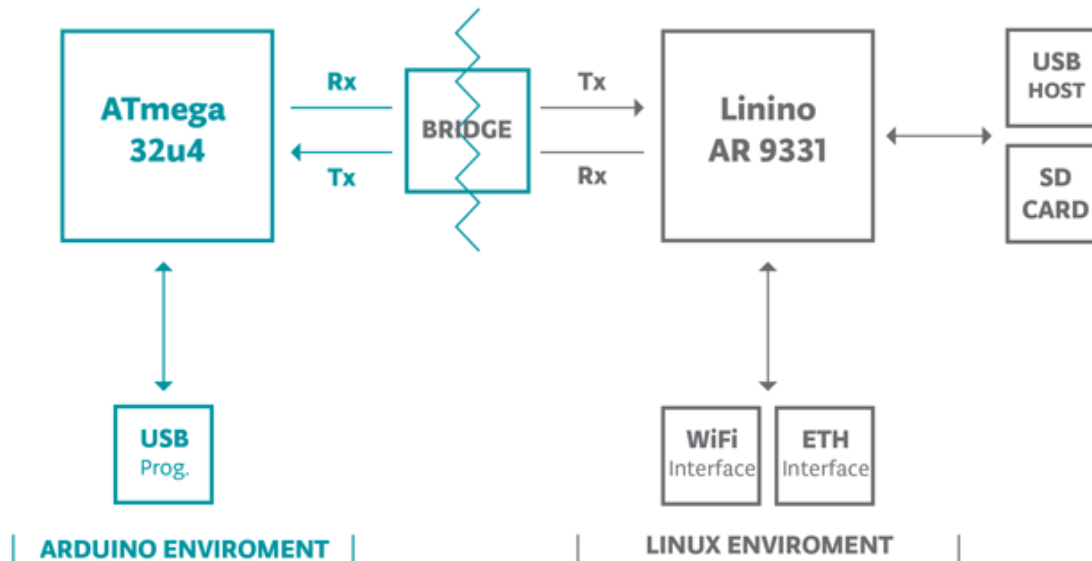 ATmega
32u4
Rx
Tx
BRIDGE
Tx
Rx
Linino
AR 9331
USB
HOST
SD
CARD
USB
Prog.
WiFi
Interface
ETH
Interface
ARDUINO ENVIROMENT
LINUX ENVIROMENT